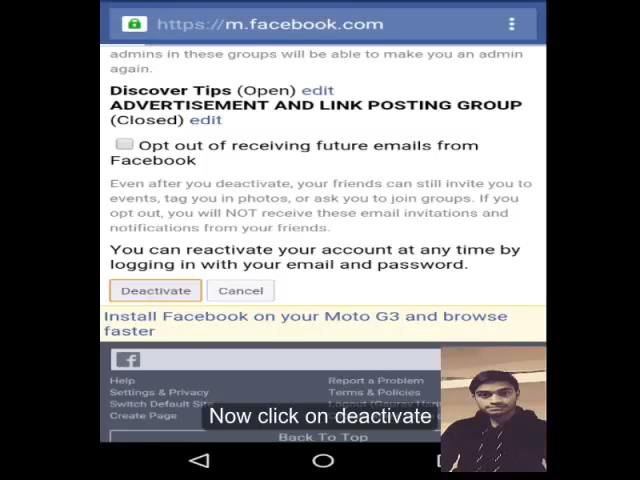 https://m.facebook.com
admins in these groups will be able to make you an admin
again.
Discover Tips (Open) edit
ADVERTISEMENT AND LINK POSTING GROUP
(Closed) edit
Opt out of receiving future emails from
Facebook
Even after you deactivate, your friends can still invite you to
events, tag you in photos, or ask you to join groups. If you
opt out, you will NOT receive these email invitations and
notifications from your friends.
You can reactivate your account at any time by
logging in with your email and password.
Deactivate Cancel
Install Facebook on your Moto G3 and browse
faster
Help Report a Problem
Settings & Privacy Terms & Policies
Switch Default Logout
Create Page
Now click on deactivate
Back To Top